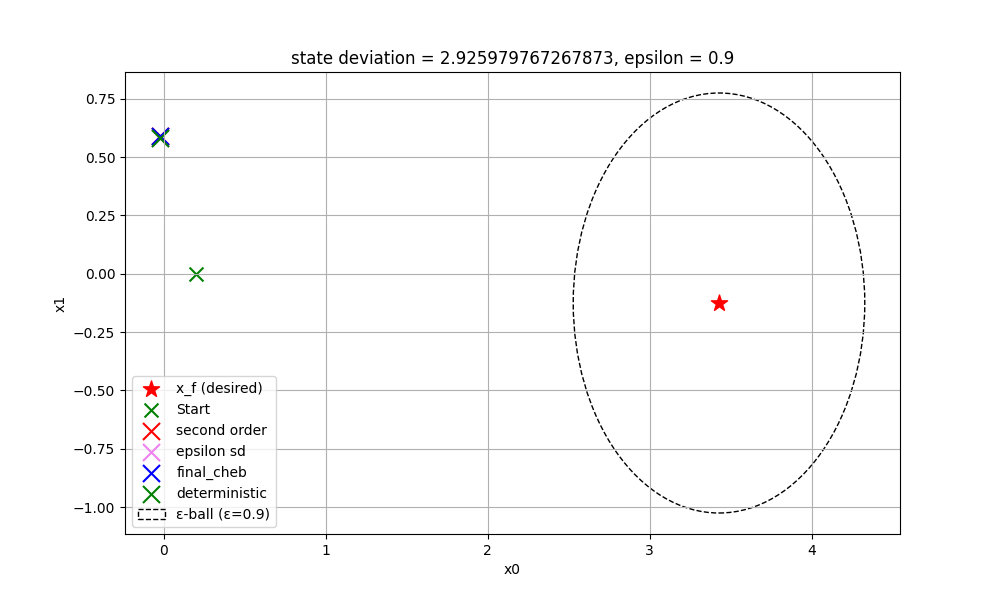 state deviation = 2.925979767267873, epsilon = 0.9
x1
0.75
0.50
0.25
0.00
−0.25
−0.50
−0.75
−1.00
x_f (desired)
Start
second order
epsilon sd
final_cheb
deterministic
ε-ball (ε=0.9)
0 1 2 3 4
x0